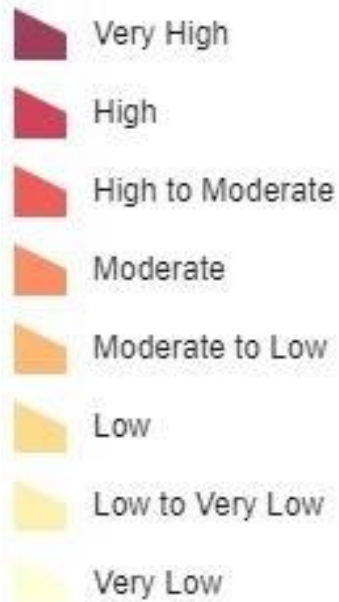 Very High
High
High to Moderate
Moderate
Moderate to Low
Low
Low to Very Low
Very Low